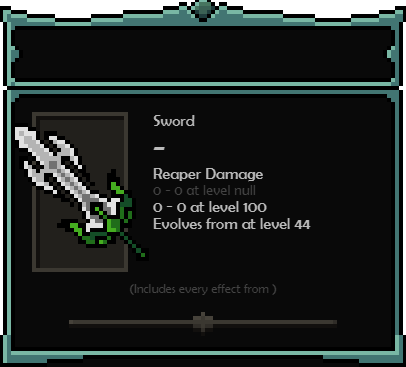 Sword
–
Reaper Damage
0 - 0 at level null
0 - 0 at level 100
Evolves from at level 44
(Includes every effect from )